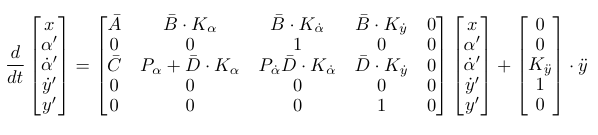 \frac{d}{dt} \begin{bmatrix} x \\ \alpha' \\ \dot{\alpha}' \\ \dot{y}' \\ y' \end{bmatrix} = \begin{bmatrix} \bar{A} & \bar{B} \cdot K_{\alpha} & \bar{B} \cdot K_{\dot{\alpha}} & \bar{B} \cdot K_{\dot{y}} & 0 \\ 0 & 0 & 1 & 0 & 0 \\ \bar{C} & P_{\alpha} + \bar{D} \cdot K_{\alpha} & P_{\dot{\alpha}} \bar{D} \cdot K_{\dot{\alpha}} & \bar{D} \cdot K_{\dot{y}} & 0 \\ 0 & 0 & 0 & 0 & 0 \\ 0 & 0 & 0 & 1 & 0 \end{bmatrix} \begin{bmatrix} x \\ \alpha' \\ \dot{\alpha}' \\ \dot{y}' \\ y' \end{bmatrix} + \begin{bmatrix} 0 \\ 0 \\ K_{\ddot{y}} \\ 1 \\ 0 \end{bmatrix} \cdot \ddot{y}